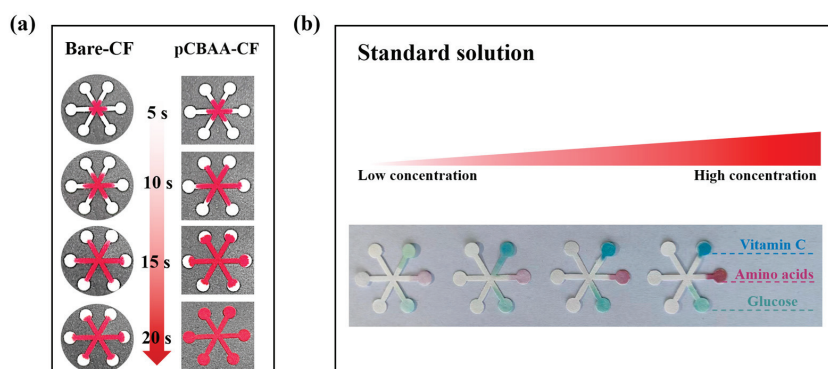 (a)
Bare-CF
pCBAA-CF
5 s
10 s
15 s
20 s
(b)
Standard solution
Low concentration
High concentration
Vitamin C
Amino acids
Glucose